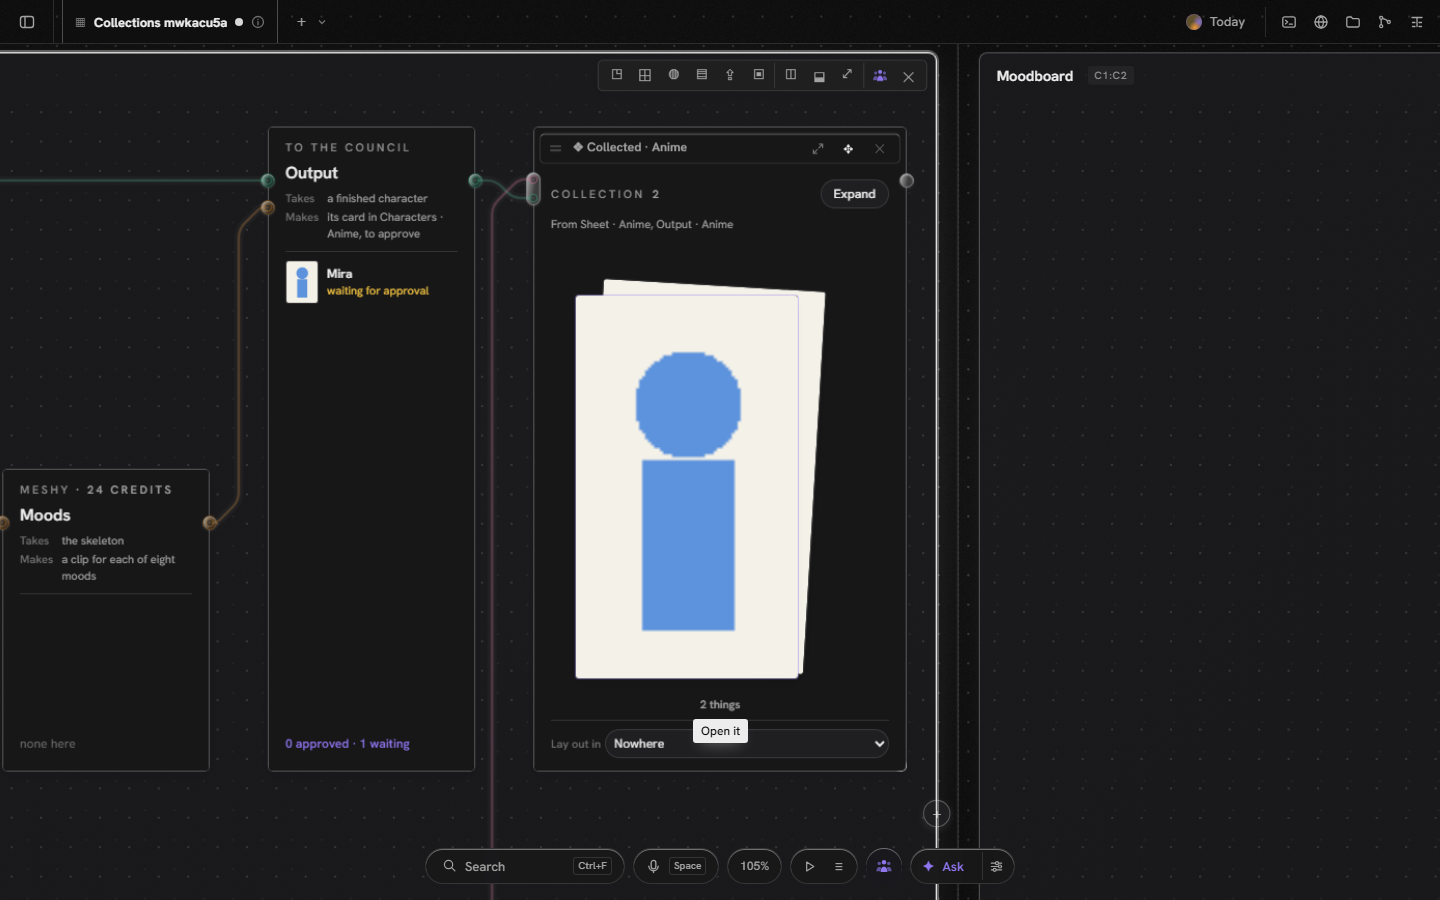 Collections mwkacu5a
Today
Moodboard
C1:C2
TO THE COUNCIL
Output
Takes a finished character
Makes its card in Characters ·
Anime, to approve
Mira
waiting for approval
0 approved · 1 waiting
Collected · Anime
COLLECTION 2
Expand
From Sheet · Anime, Output · Anime
2 things
Open it
Lay out in Nowhere
MESHY · 24 CREDITS
Moods
Takes the skeleton
Makes a clip for each of eight
moods
none here
Search Ctrl+F
Space
105%
Ask